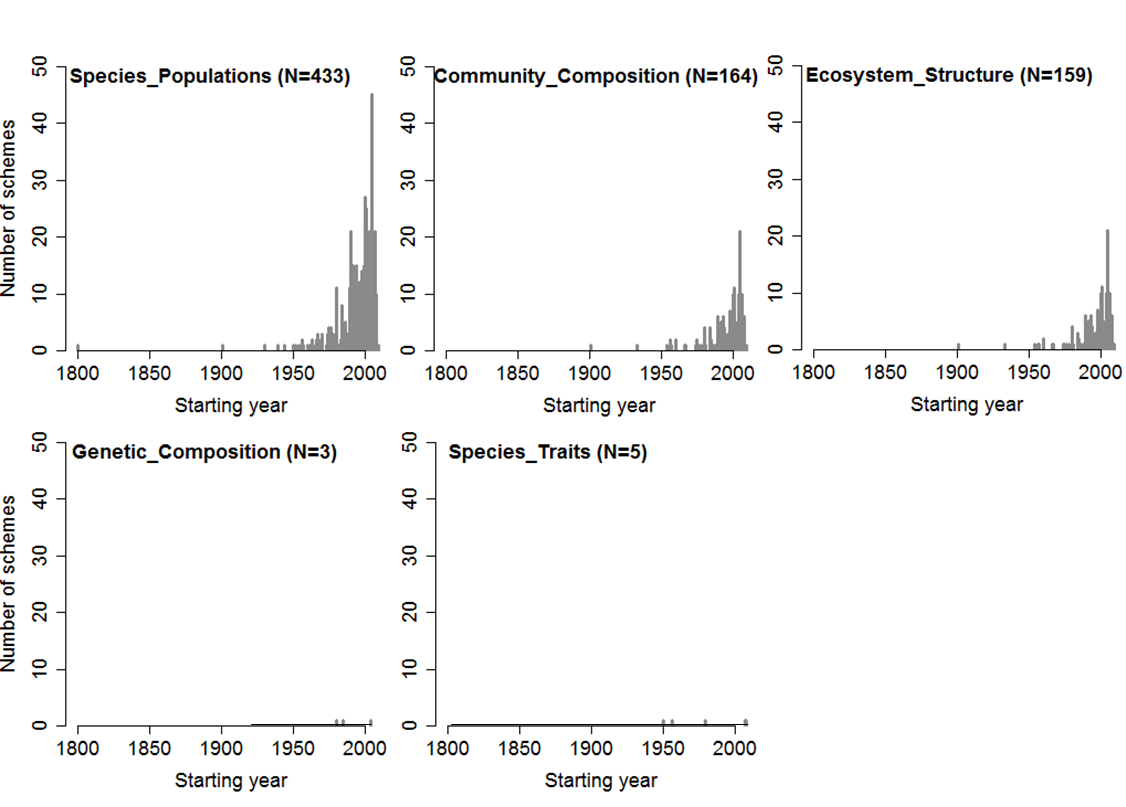 Species_Populations (N=433)
Number of schemes
50
40
30
20
10
0
1800 1850 1900 1950 2000
Starting year
Community_Composition (N=164)
50
40
30
20
10
0
1800 1850 1900 1950 2000
Starting year
Ecosystem_Structure (N=159)
50
40
30
20
10
0
1800 1850 1900 1950 2000
Starting year
Genetic_Composition (N=3)
Number of schemes
50
40
30
20
10
0
1800 1850 1900 1950 2000
Starting year
Species_Traits (N=5)
50
40
30
20
10
0
1800 1850 1900 1950 2000
Starting year